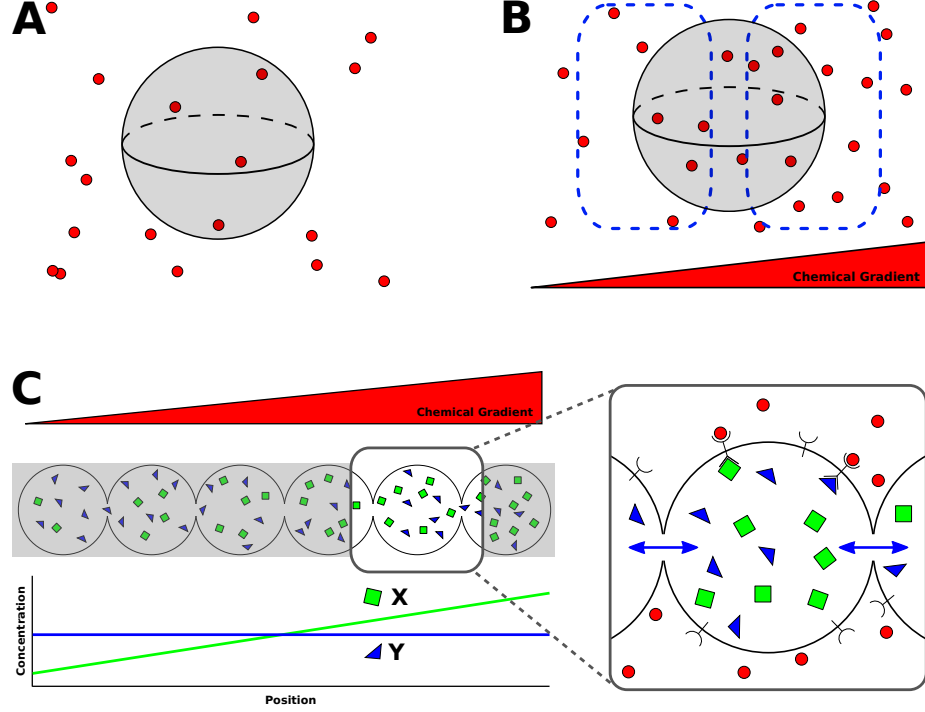 A
B
Chemical Gradient
C
Chemical Gradient
Concentration
X
Y
Position